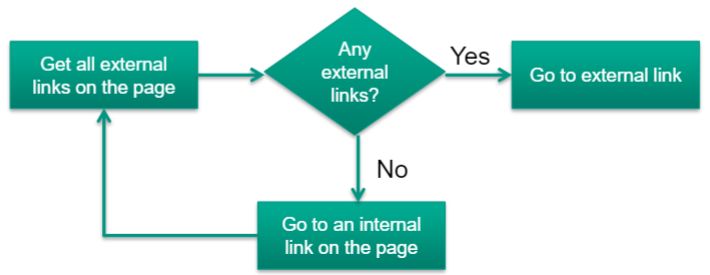 Get all external
links on the page
Any
external
links?
Yes
Go to external link
No
Go to an internal
link on the page